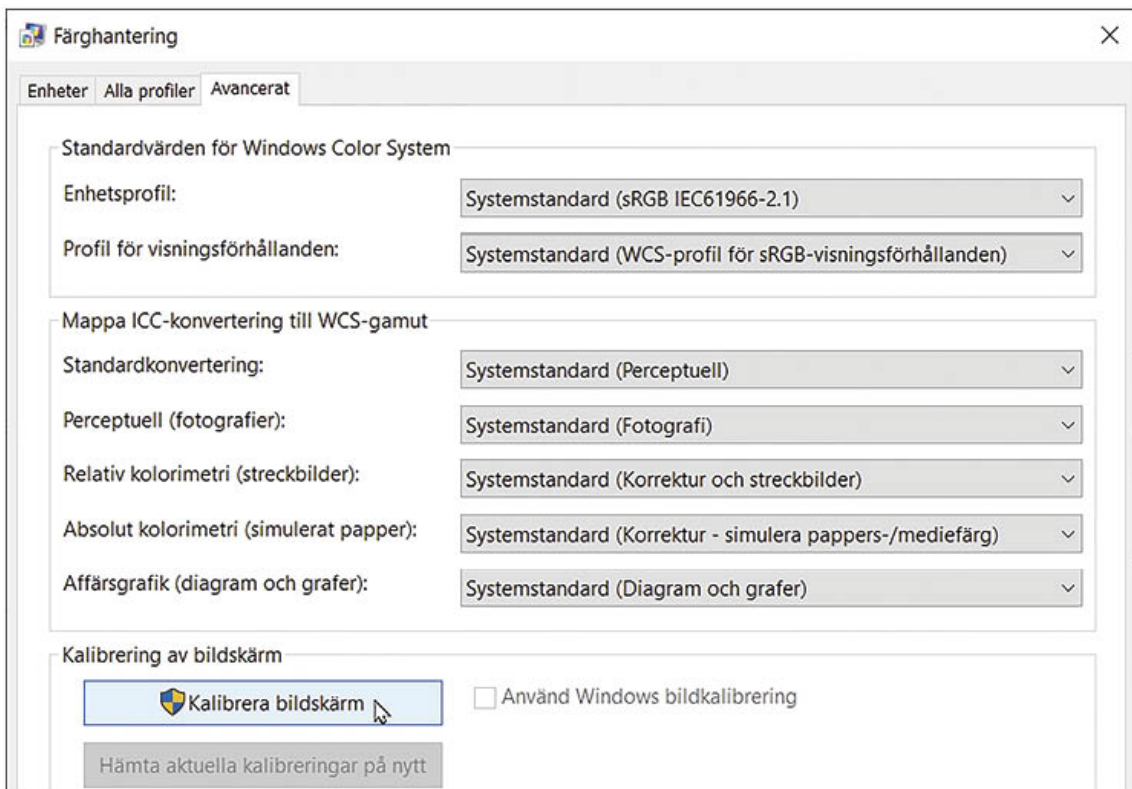 Färghantering
Enheter Alla profiler Avancerat
Standardvärden för Windows Color System
Enhetsprofil: Systemstandard (sRGB IEC61966-2.1)
Profil för visningsförhållanden: Systemstandard (WCS-profil för sRGB-visningsförhållanden)
Mappa ICC-konvertering till WCS-gamut
Standardkonvertering: Systemstandard (Perceptuell)
Perceptuell (fotografier): Systemstandard (Fotografi)
Relativ kolorimetri (streckbilder): Systemstandard (Korrektur och streckbilder)
Absolut kolorimetri (simulerat papper): Systemstandard (Korrektur - simulera pappers-/mediefärg)
Affärsgrafik (diagram och grafer): Systemstandard (Diagram och grafer)
Kalibrering av bildskärm
Kalibrera bildskärm Använd Windows bildkalibrering
Hämta aktuella kalibreringar på nytt